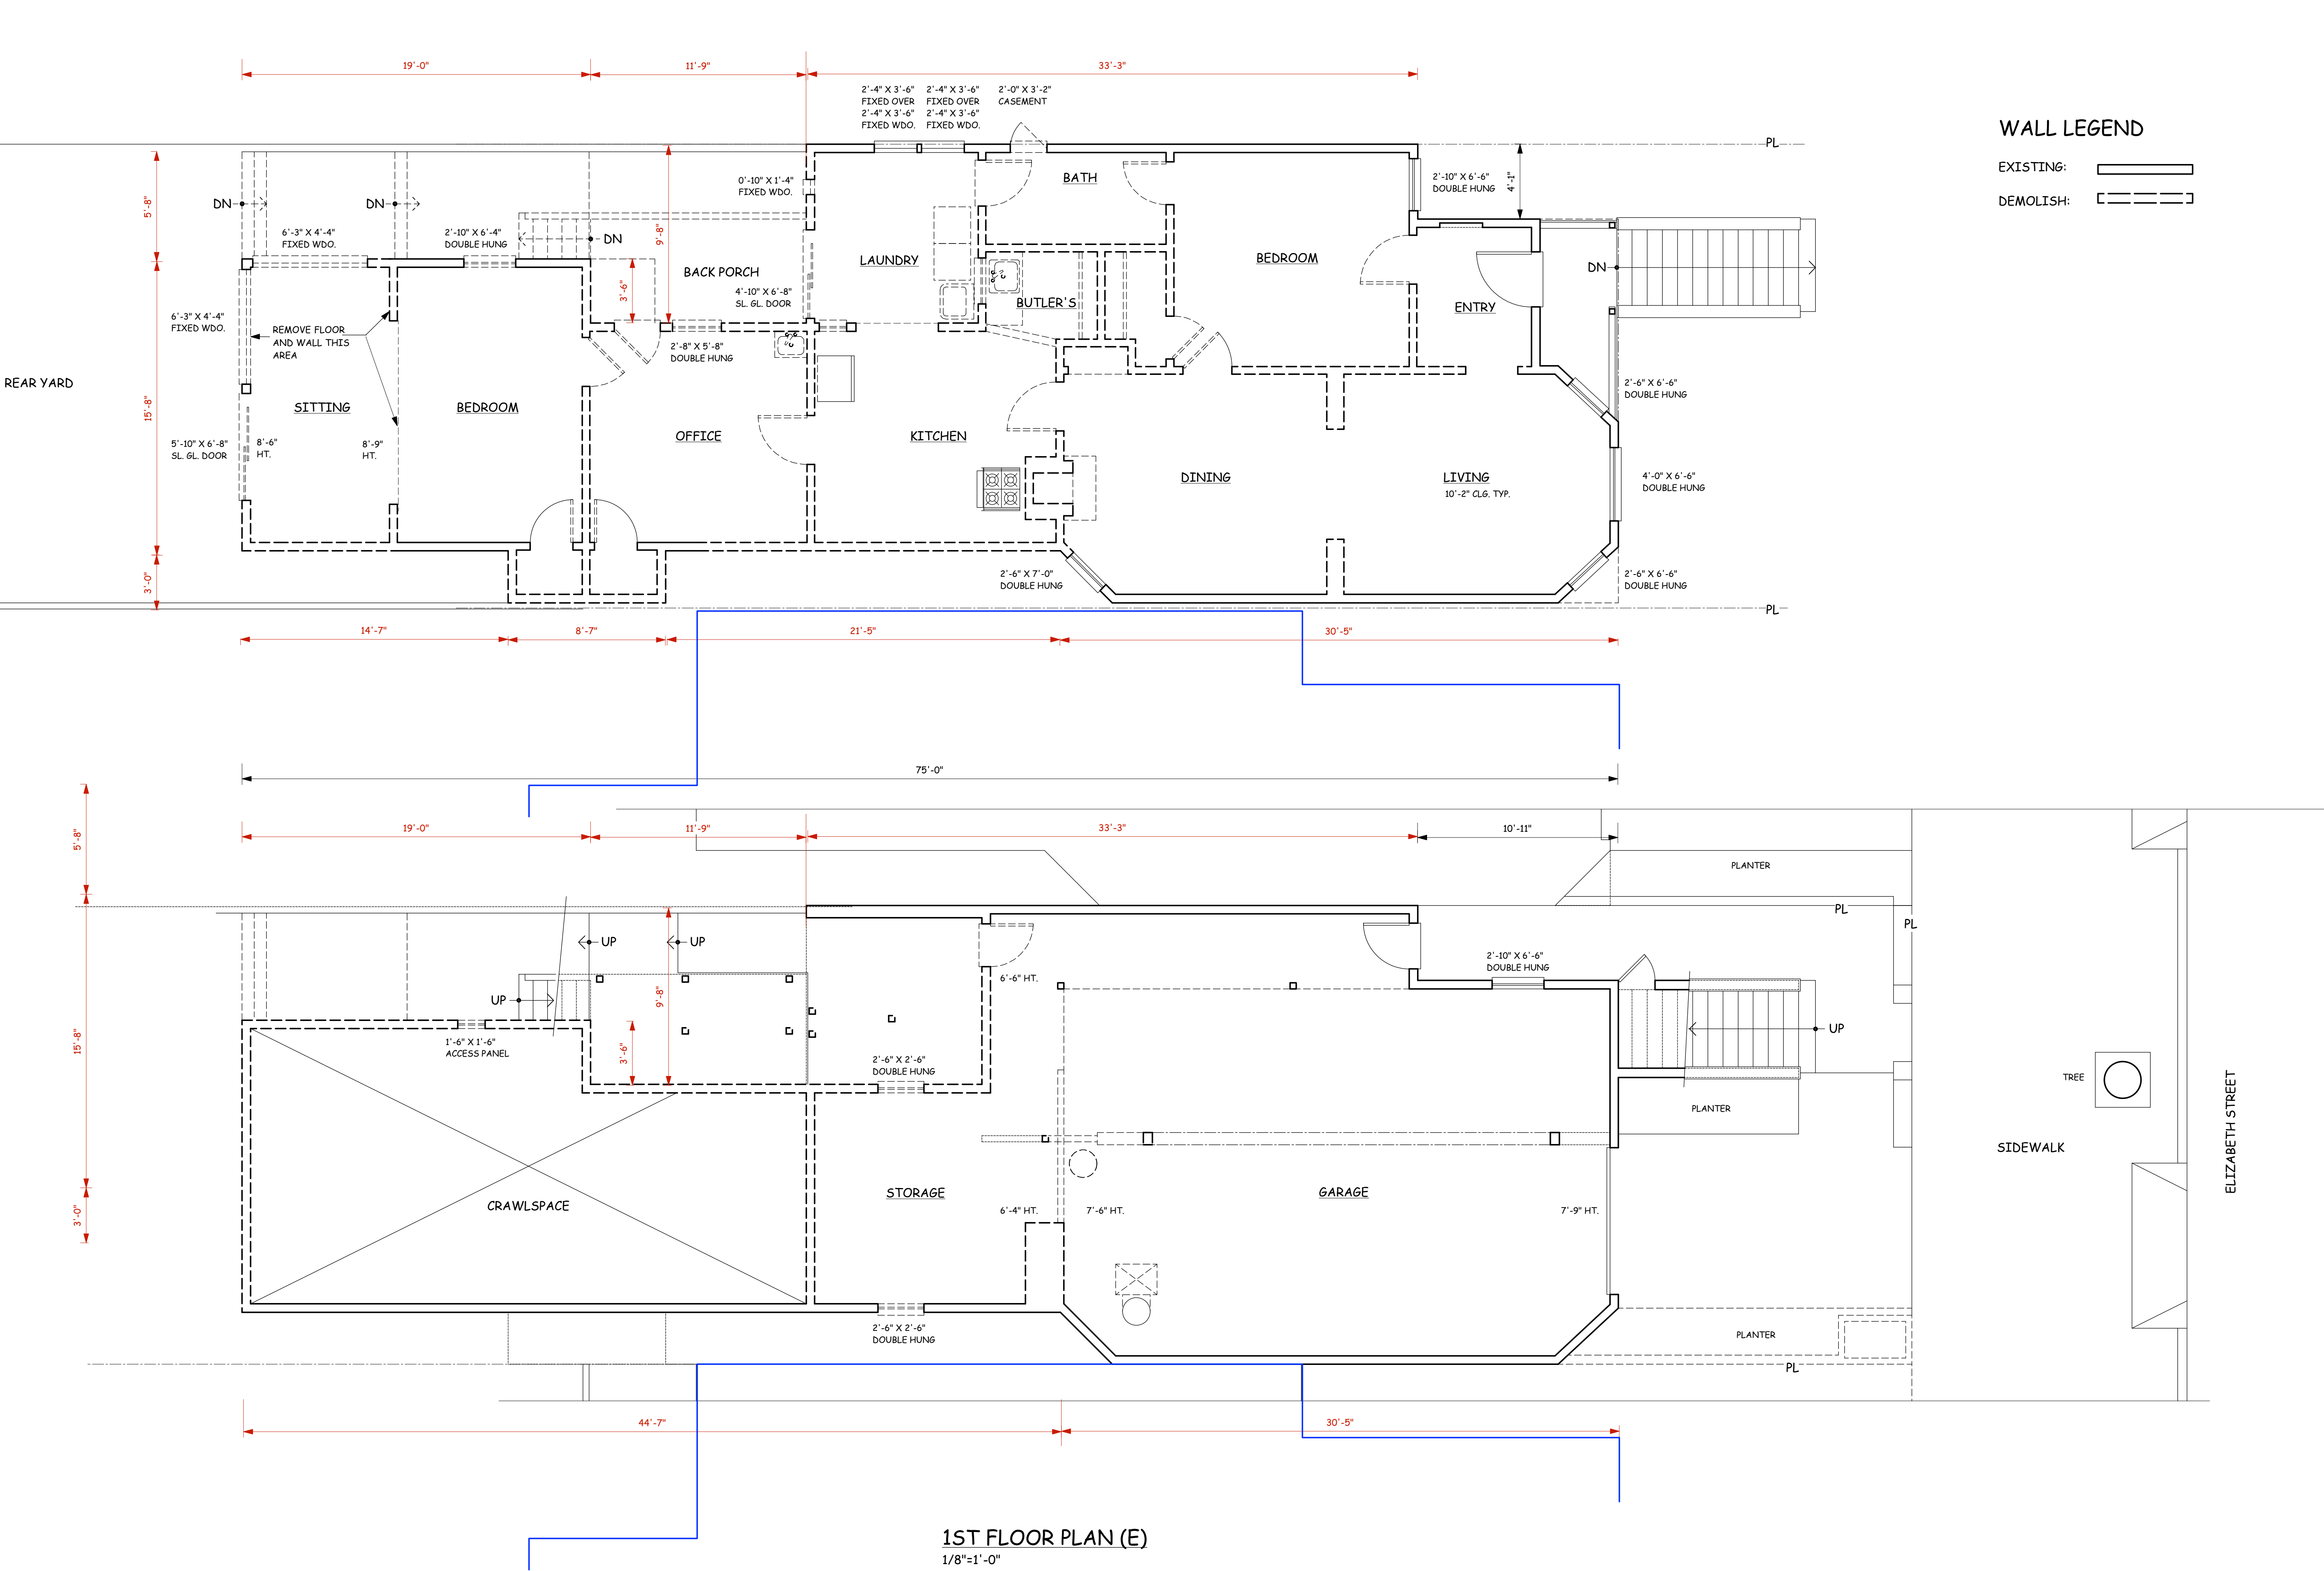 19'-0"
11'-9"
33'-3"
2'-4" X 3'-6"
FIXED OVER
2'-4" X 3'-6"
FIXED WDO.
2'-4" X 3'-6"
FIXED OVER
2'-4" X 3'-6"
FIXED WDO.
2'-0" X 3'-2"
CASEMENT
WALL LEGEND
EXISTING:
DEMOLISH:
PL
5'-8"
DN
DN
6'-3" X 4'-4"
FIXED WDO.
2'-10" X 6'-4"
DOUBLE HUNG
DN
9'-8"
0'-10" X 1'-4"
FIXED WDO.
BATH
2'-10" X 6'-6"
DOUBLE HUNG
4'-1"
LAUNDRY
BEDROOM
DN
BACK PORCH
3'-6"
4'-10" X 6'-8"
SL. GL. DOOR
BUTLER'S
ENTRY
6'-3" X 4'-4"
FIXED WDO.
REMOVE FLOOR
AND WALL THIS
AREA
2'-8" X 5'-8"
DOUBLE HUNG
REAR YARD
15'-8"
SITTING
BEDROOM
OFFICE
KITCHEN
2'-6" X 6'-6"
DOUBLE HUNG
5'-10" X 6'-8"
SL. GL. DOOR
8'-6"
HT.
8'-9"
HT.
DINING
LIVING
10'-2" CLG. TYP.
4'-0" X 6'-6"
DOUBLE HUNG
3'-0"
2'-6" X 7'-0"
DOUBLE HUNG
2'-6" X 6'-6"
DOUBLE HUNG
PL
14'-7"
8'-7"
21'-5"
30'-5"
75'-0"
19'-0"
11'-9"
33'-3"
10'-11"
5'-8"
PLANTER
PL
PL
UP
UP
UP
9'-8"
6'-6" HT.
2'-10" X 6'-6"
DOUBLE HUNG
UP
15'-8"
1'-6" X 1'-6"
ACCESS PANEL
3'-6"
2'-6" X 2'-6"
DOUBLE HUNG
TREE
PLANTER
SIDEWALK
ELIZABETH STREET
CRAWLSPACE
STORAGE
GARAGE
6'-4" HT.
7'-6" HT.
7'-9" HT.
3'-0"
2'-6" X 2'-6"
DOUBLE HUNG
PLANTER
PL
44'-7"
30'-5"
1ST FLOOR PLAN (E)
1/8"=1'-0"